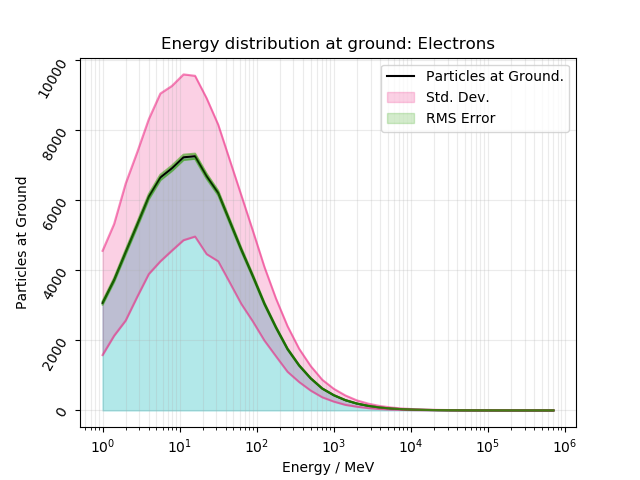 Energy distribution at ground: Electrons
Particles at Ground.
Std. Dev.
RMS Error
Particles at Ground
10000
8000
6000
4000
2000
0
10⁰ 10¹ 10² 10³ 10⁴ 10⁵ 10⁶
Energy / MeV